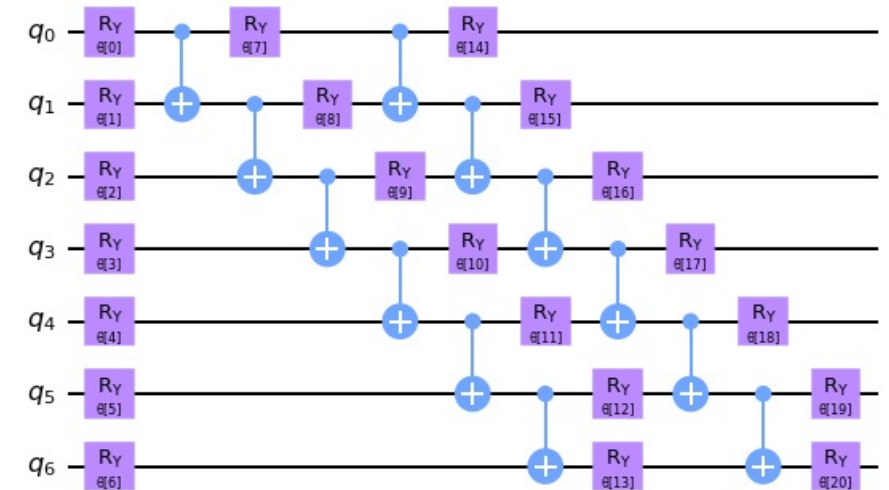 q0 RY θ[0] RY θ[7] RY θ[14]
q1 RY θ[1] RY θ[8] RY θ[15]
q2 RY θ[2] RY θ[9] RY θ[16]
q3 RY θ[3] RY θ[10] RY θ[17]
q4 RY θ[4] RY θ[11] RY θ[18]
q5 RY θ[5] RY θ[12] RY θ[19]
q6 RY θ[6] RY θ[13] RY θ[20]